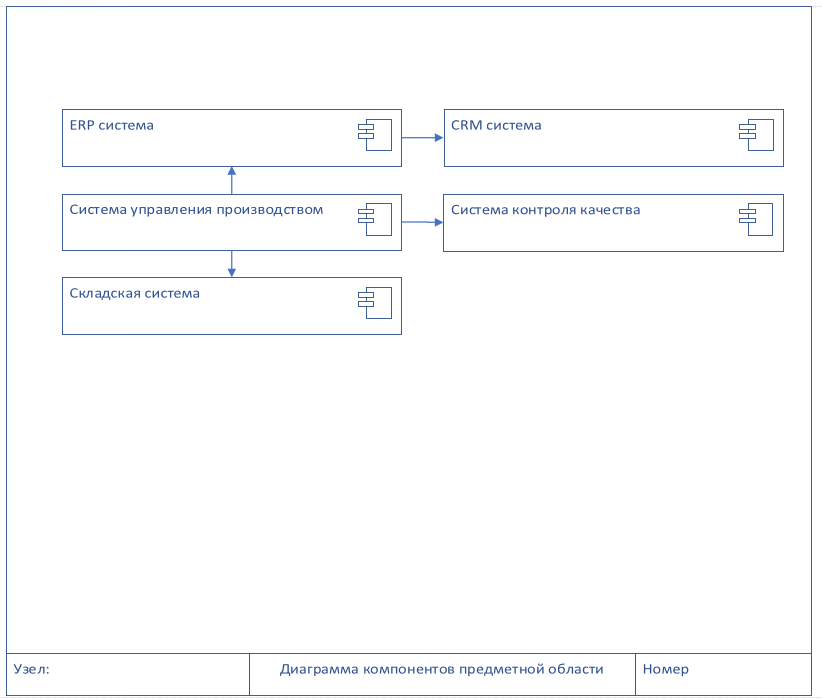 ERP система
CRM система
Система управления производством
Система контроля качества
Складская система
Узел:
Диаграмма компонентов предметной области
Номер